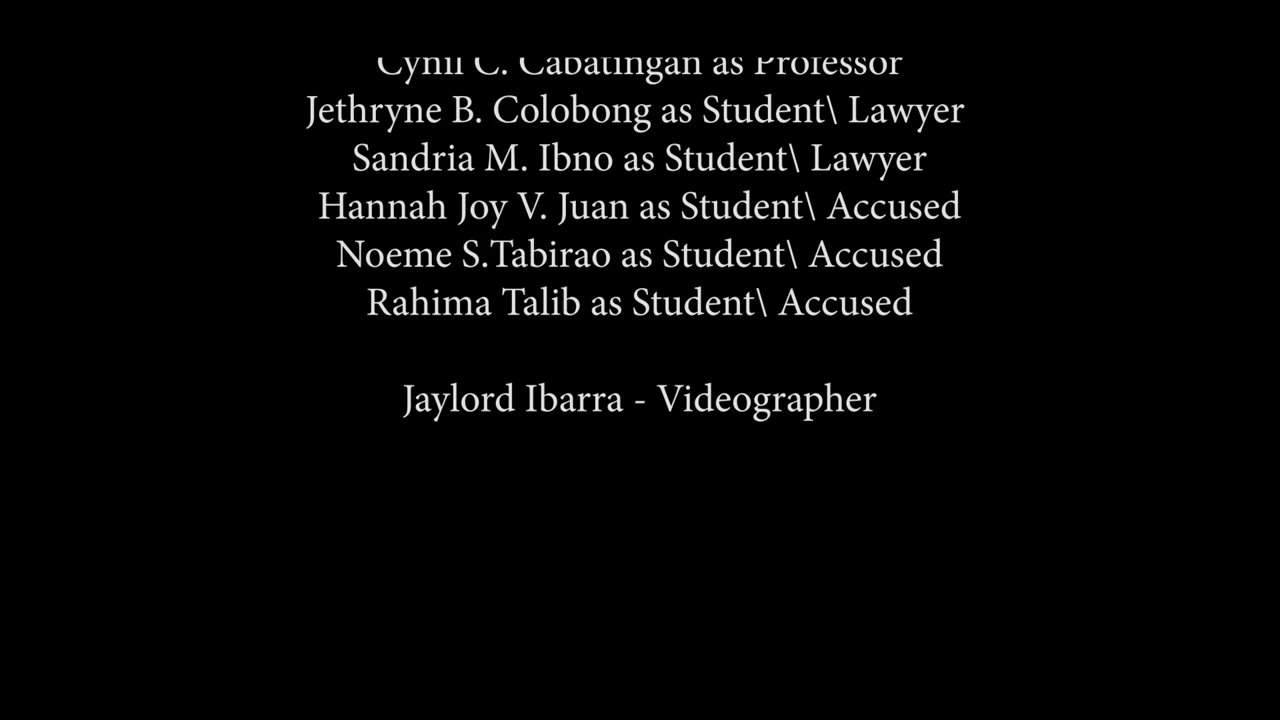 C. Cabatingan as Professor
Jethryne B. Colobong as Student\ Lawyer
Sandria M. Ibno as Student\ Lawyer
Hannah Joy V. Juan as Student\ Accused
Noeme S.Tabirao as Student\ Accused
Rahima Talib as Student\ Accused
Jaylord Ibarra - Videographer